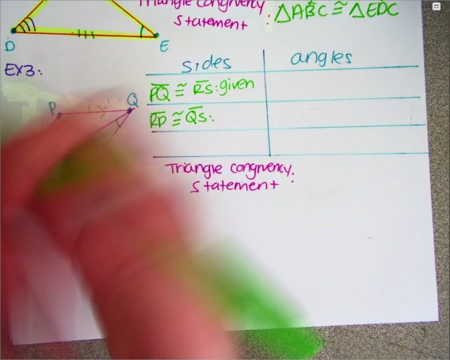 Triangle congruency
Statement : △ABC ≅ △EDC
D
E
EX3:
sides
angles
PQ ≅ RS: given
RP ≅ QS:
P
Q
Triangle congruency
Statement :